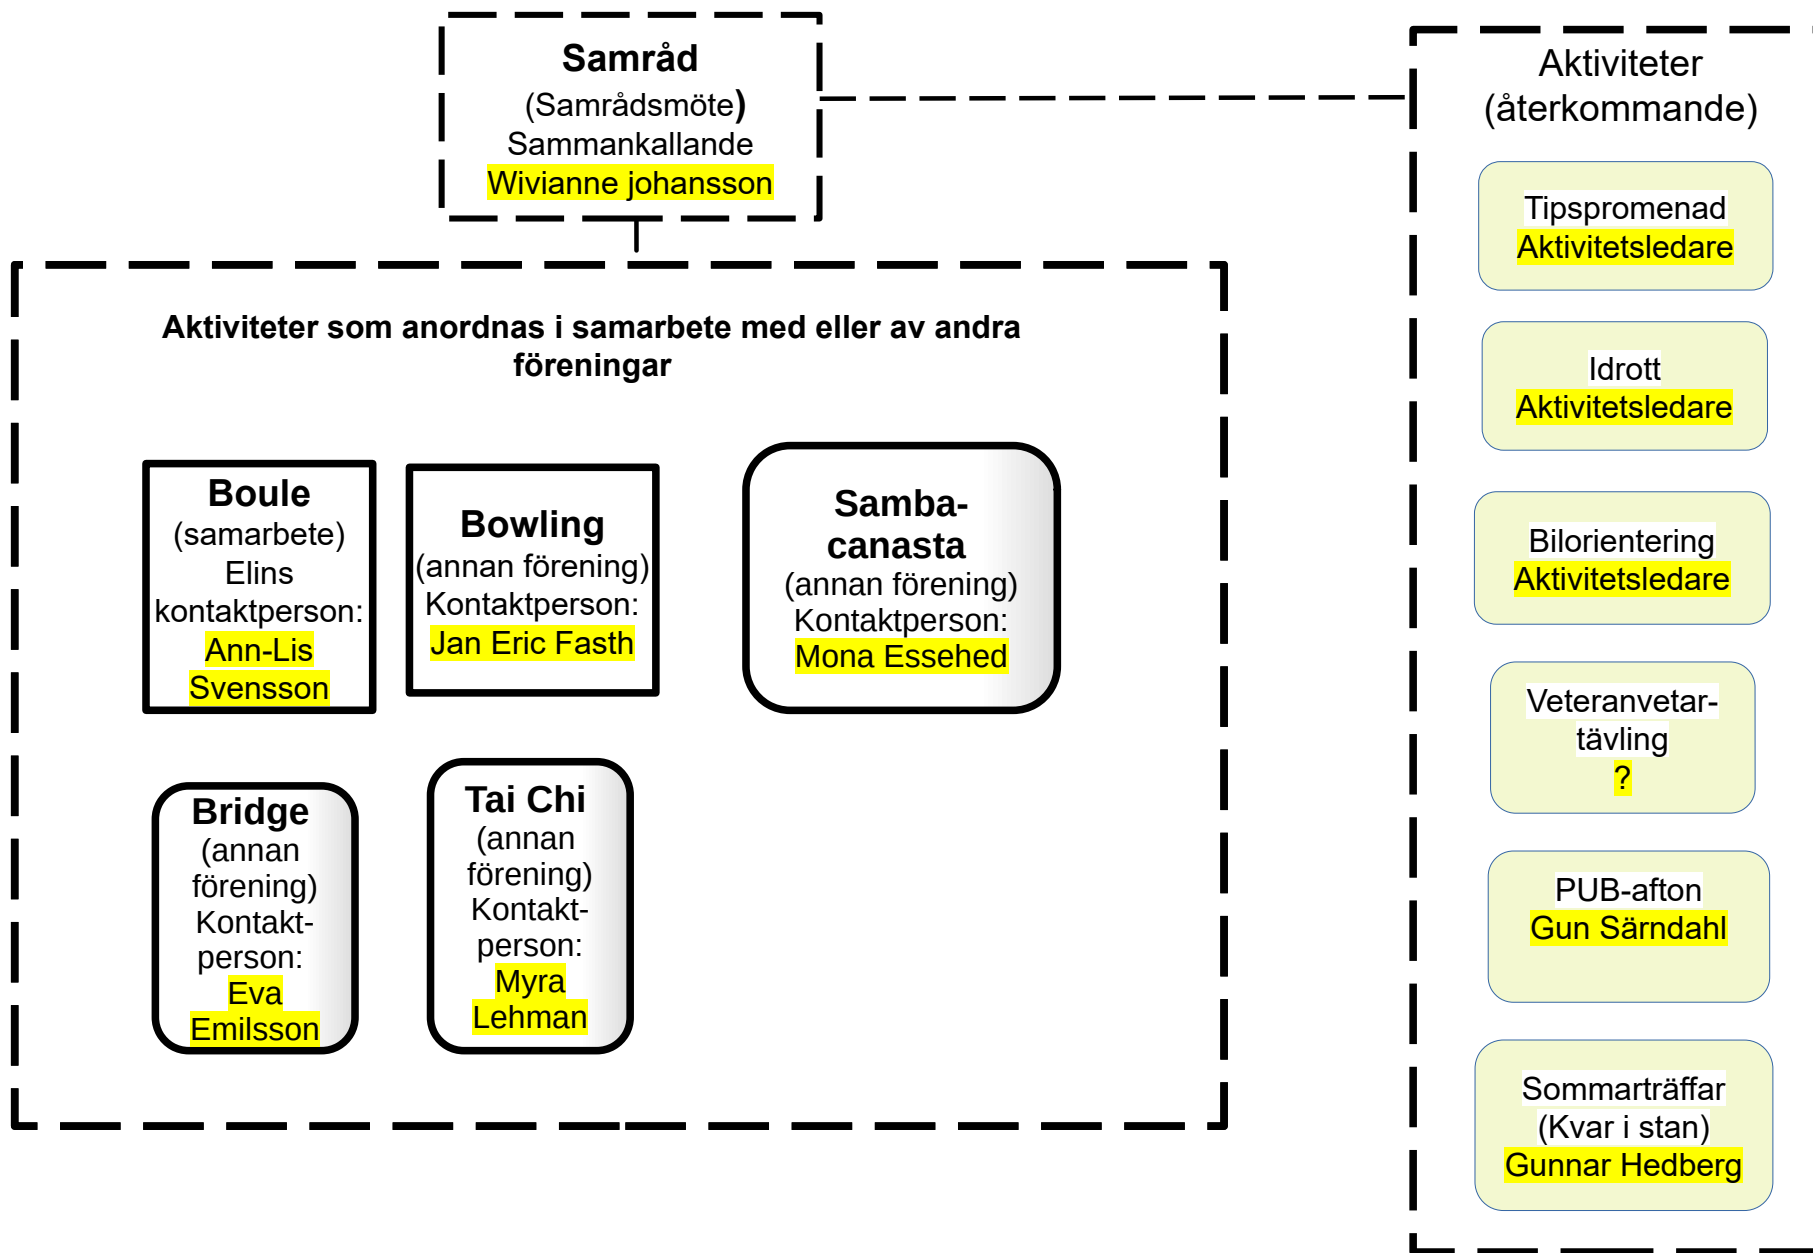 Samråd
(Samrådsmöte)
Sammankallande
Wivianne johansson
Aktiviteter som anordnas i samarbete med eller av andra
föreningar
Boule
(samarbete)
Elins
kontaktperson:
Ann-Lis
Svensson
Bowling
(annan förening)
Kontaktperson:
Jan Eric Fasth
Samba-
canasta
(annan förening)
Kontaktperson:
Mona Essehed
Bridge
(annan
förening)
Kontakt-
person:
Eva
Emilsson
Tai Chi
(annan
förening)
Kontakt-
person:
Myra
Lehman
Aktiviteter
(återkommande)
Tipspromenad
Aktivitetsledare
Idrott
Aktivitetsledare
Bilorientering
Aktivitetsledare
Veteranvetar-
tävling
?
PUB-afton
Gun Särndahl
Sommarträffar
(Kvar i stan)
Gunnar Hedberg